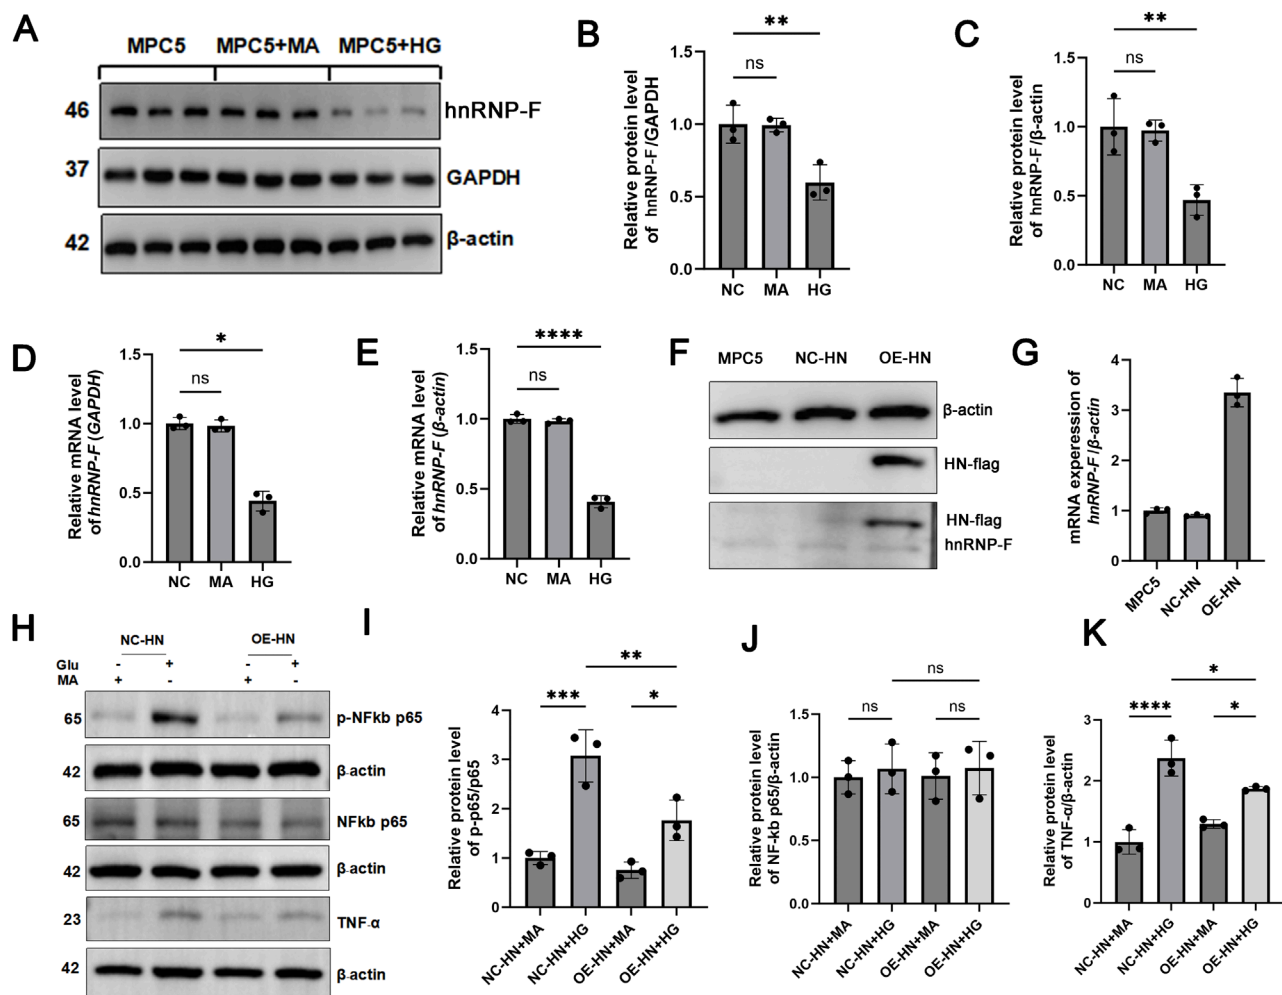 A
MPC5 MPC5+MA MPC5+HG
46 hnRNP-F
37 GAPDH
42 β-actin
B
Relative protein level
of hnRNP-F/GAPDH
1.5
1.0
0.5
0.0
**
ns
NC MA HG
C
Relative protein level
of hnRNP-F/β-actin
1.5
1.0
0.5
0.0
**
ns
NC MA HG
D
Relative mRNA level
of hnRNP-F (GAPDH)
1.5
1.0
0.5
0.0
*
ns
NC MA HG
E
Relative mRNA level
of hnRNP-F (β-actin)
1.5
1.0
0.5
0.0
****
ns
NC MA HG
F
MPC5 NC-HN OE-HN
β-actin
HN-flag
HN-flag
hnRNP-F
G
mRNA experession of
hnRNP-F/β-actin
4
3
2
1
0
MPC5 NC-HN OE-HN
H
NC-HN OE-HN
Glu - + - +
MA + - + -
65 p-NFkb p65
42 β-actin
65 NFkb p65
42 β-actin
23 TNF-α
42 β-actin
I
Relative protein level
of p-p65/p65
4
3
2
1
0
**
*** *
NC-HN+MA NC-HN+HG OE-HN+MA OE-HN+HG
J
Relative protein level
of NF-kb p65/β-actin
1.5
1.0
0.5
0.0
ns
ns ns
NC-HN+MA NC-HN+HG OE-HN+MA OE-HN+HG
K
Relative protein level
of TNF-α/β-actin
3
2
1
0
*
**** *
NC-HN+MA NC-HN+HG OE-HN+MA OE-HN+HG